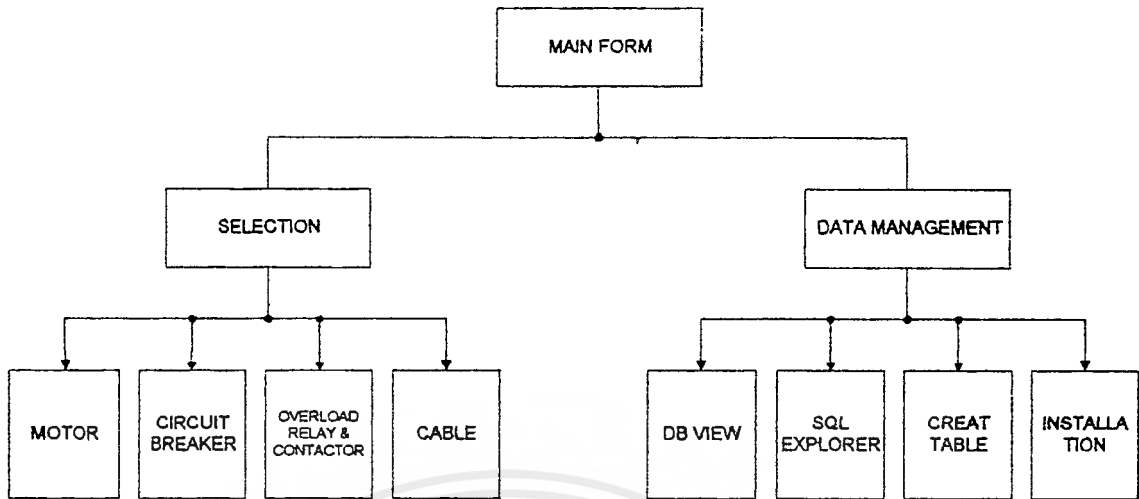 MAIN FORM
SELECTION
DATA MANAGEMENT
MOTOR
CIRCUIT
BREAKER
OVERLOAD
RELAY &
CONTACTOR
CABLE
DB VIEW
SQL
EXPLORER
CREAT
TABLE
INSTALLA
TION